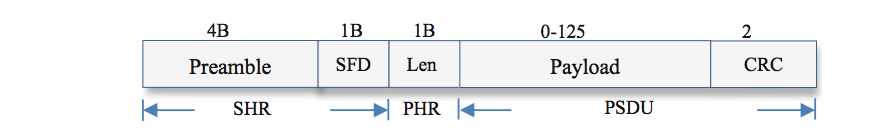 4B 1B 1B 0-125 2
Preamble SFD Len Payload CRC
SHR PHR PSDU